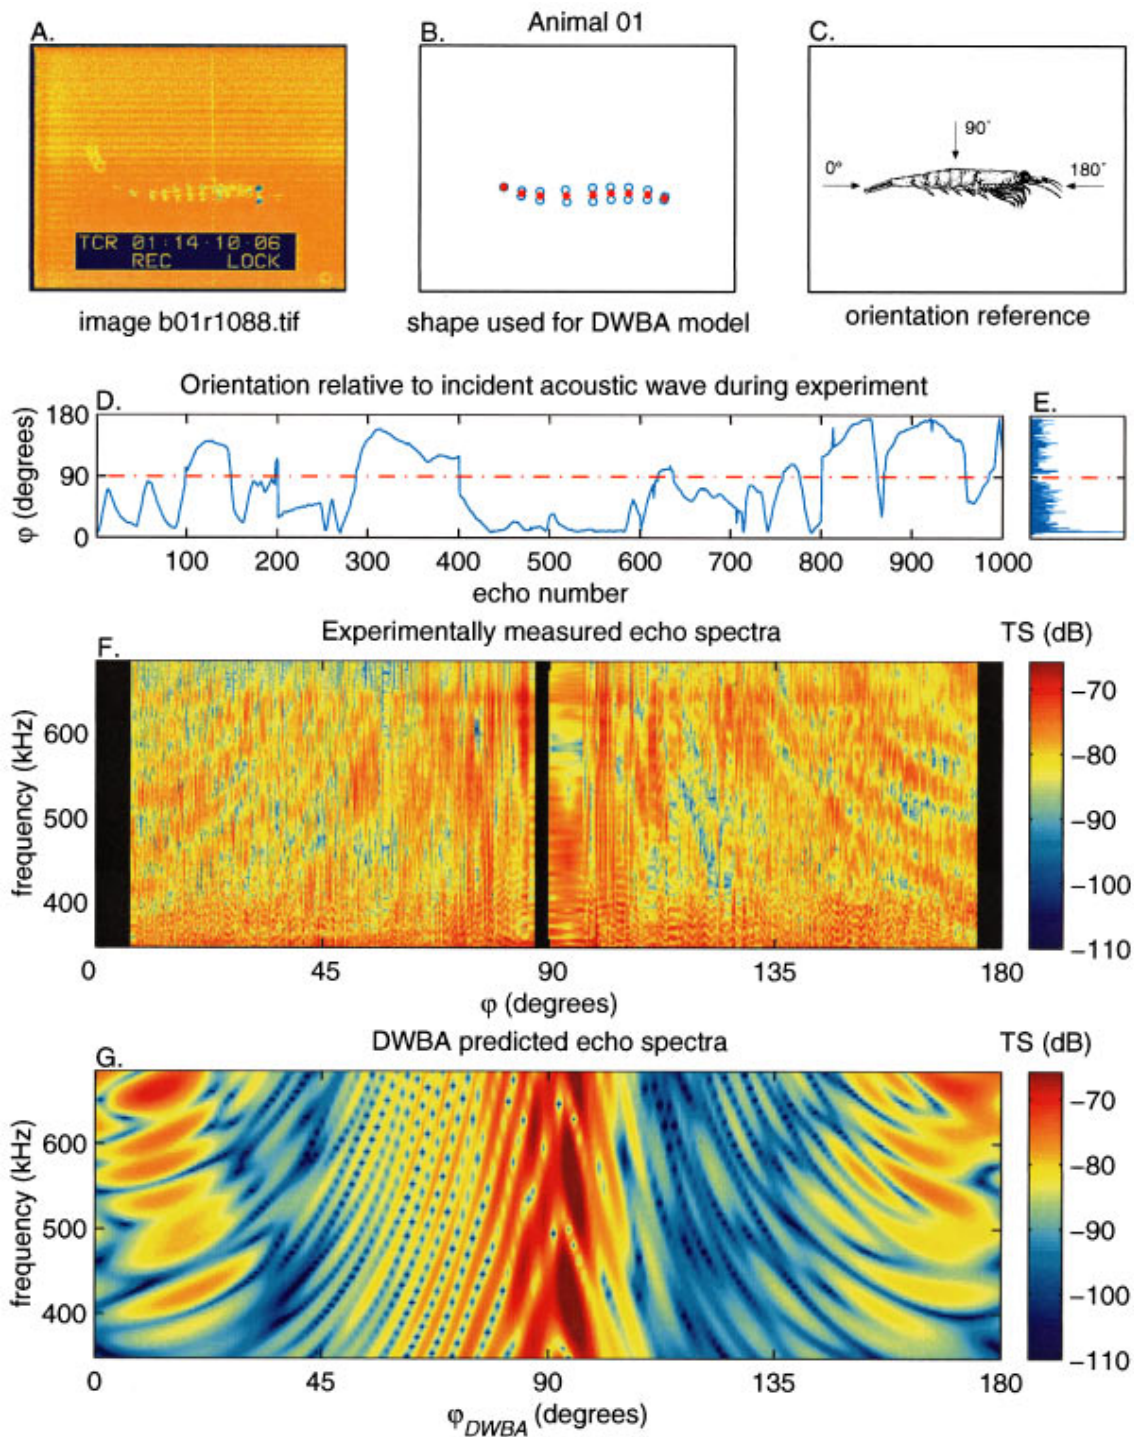 Animal 01
A.
B.
C.
TCR 01:14·10·06
REC LOCK
90°
0°
180°
image b01r1088.tif
shape used for DWBA model
orientation reference
Orientation relative to incident acoustic wave during experiment
D.
E.
φ (degrees)
180
90
0
100 200 300 400 500 600 700 800 900 1000
echo number
Experimentally measured echo spectra
TS (dB)
F.
frequency (kHz)
600
500
400
0 45 90 135 180
φ (degrees)
-70
-80
-90
-100
-110
DWBA predicted echo spectra
TS (dB)
G.
frequency (kHz)
600
500
400
0 45 90 135 180
φDWBA (degrees)
-70
-80
-90
-100
-110